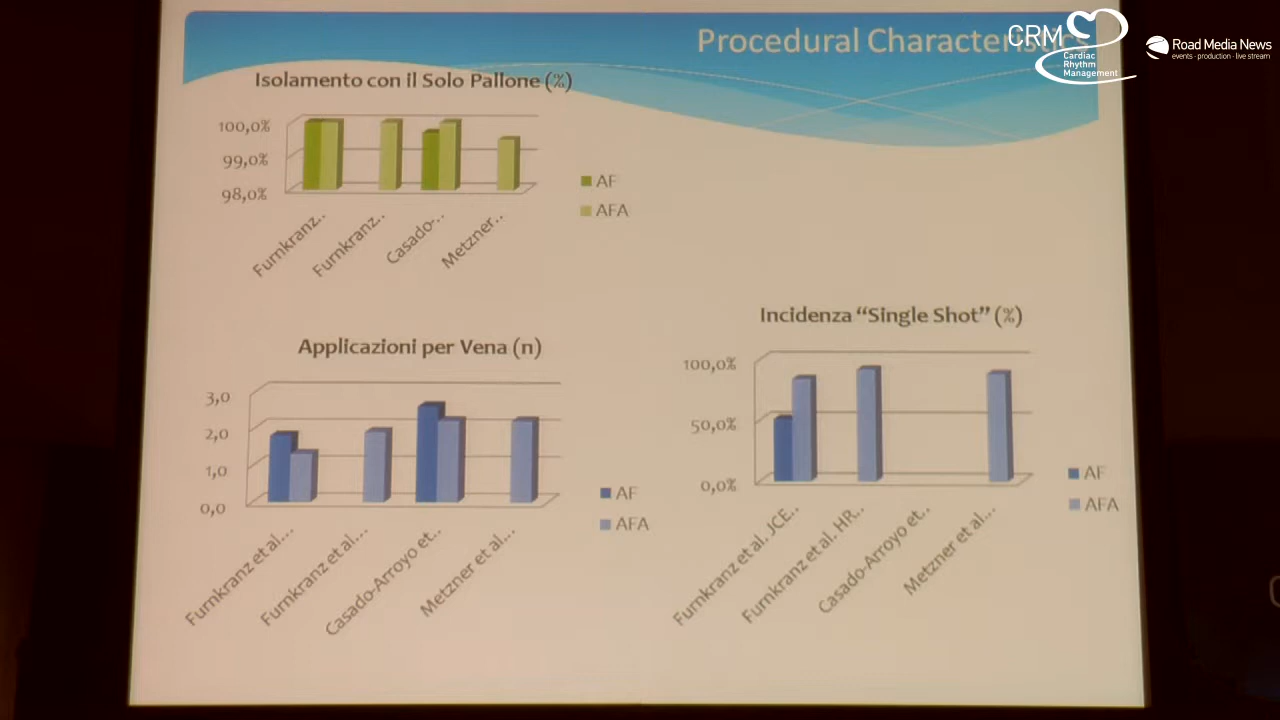 Procedural Characteristics
CRM
Cardiac
Rhythm
Management
Road Media News
events · production · live stream
Isolamento con il Solo Pallone (%)
100,0%
99,0%
98,0%
Furnkranz..
Furnkranz..
Casado-..
Metzner..
AF
AFA
Applicazioni per Vena (n)
3,0
2,0
1,0
0,0
Furnkranz et al...
Furnkranz et al...
Casado-Arroyo et..
Metzner et al...
AF
AFA
Incidenza “Single Shot” (%)
100,0%
50,0%
0,0%
Furnkranz et al. JCE..
Furnkranz et al. HR..
Casado-Arroyo et..
Metzner et al...
AF
AFA